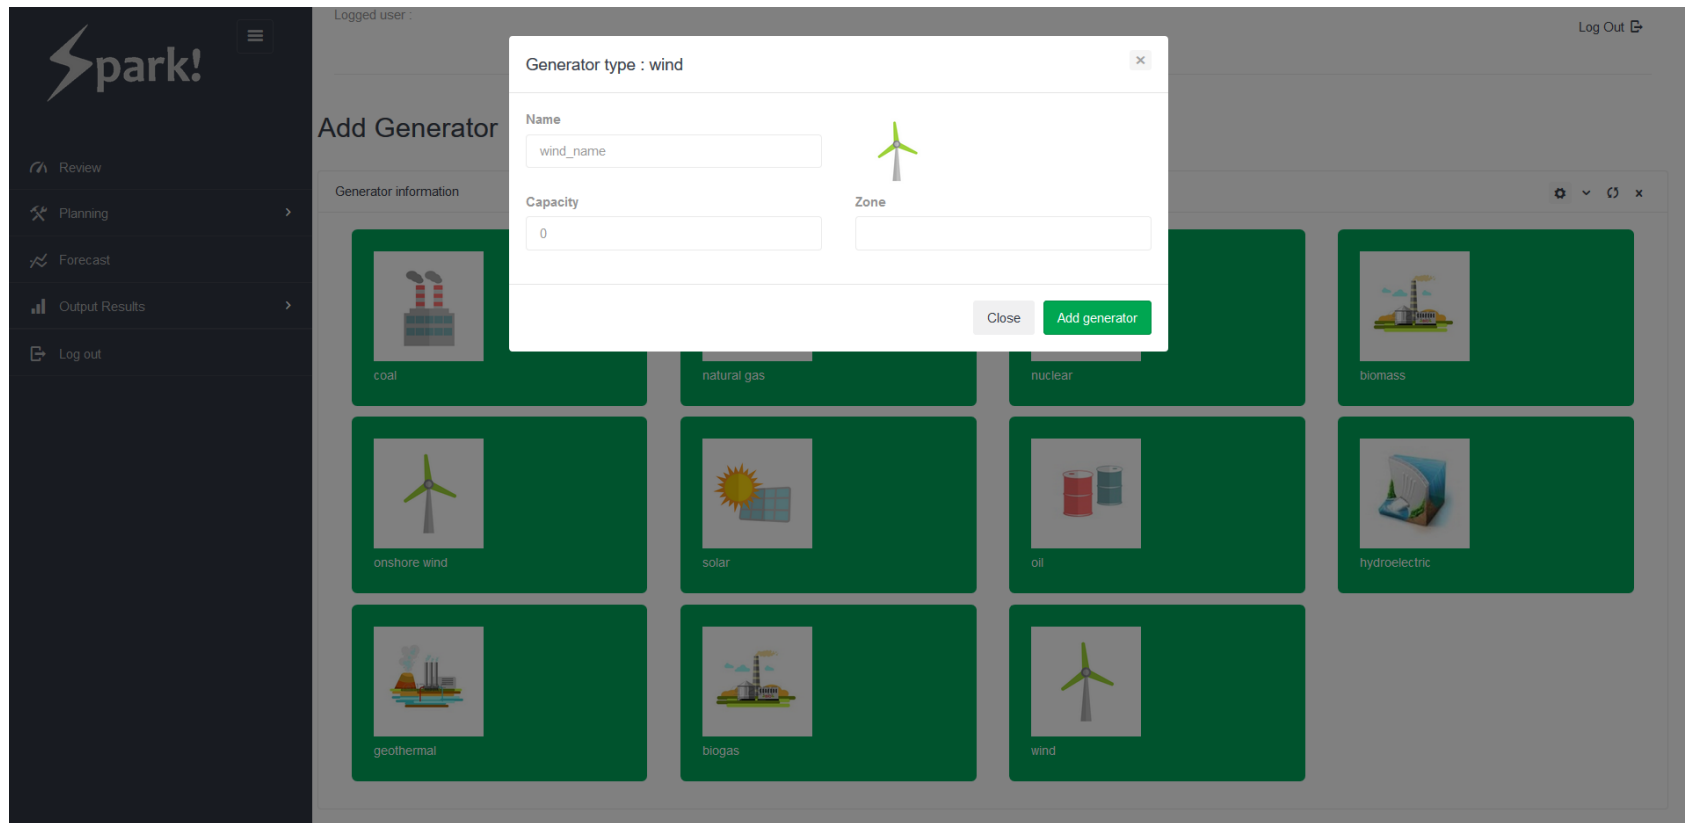 Spark!
Logged user :
Log Out
Generator type : wind
×
Add Generator
Name
wind_name
Capacity
Zone
0
Close
Add generator
Review
Planning
Forecast
Output Results
Log out
Generator information
coal
natural gas
nuclear
biomass
onshore wind
solar
oil
hydroelectric
geothermal
biogas
wind